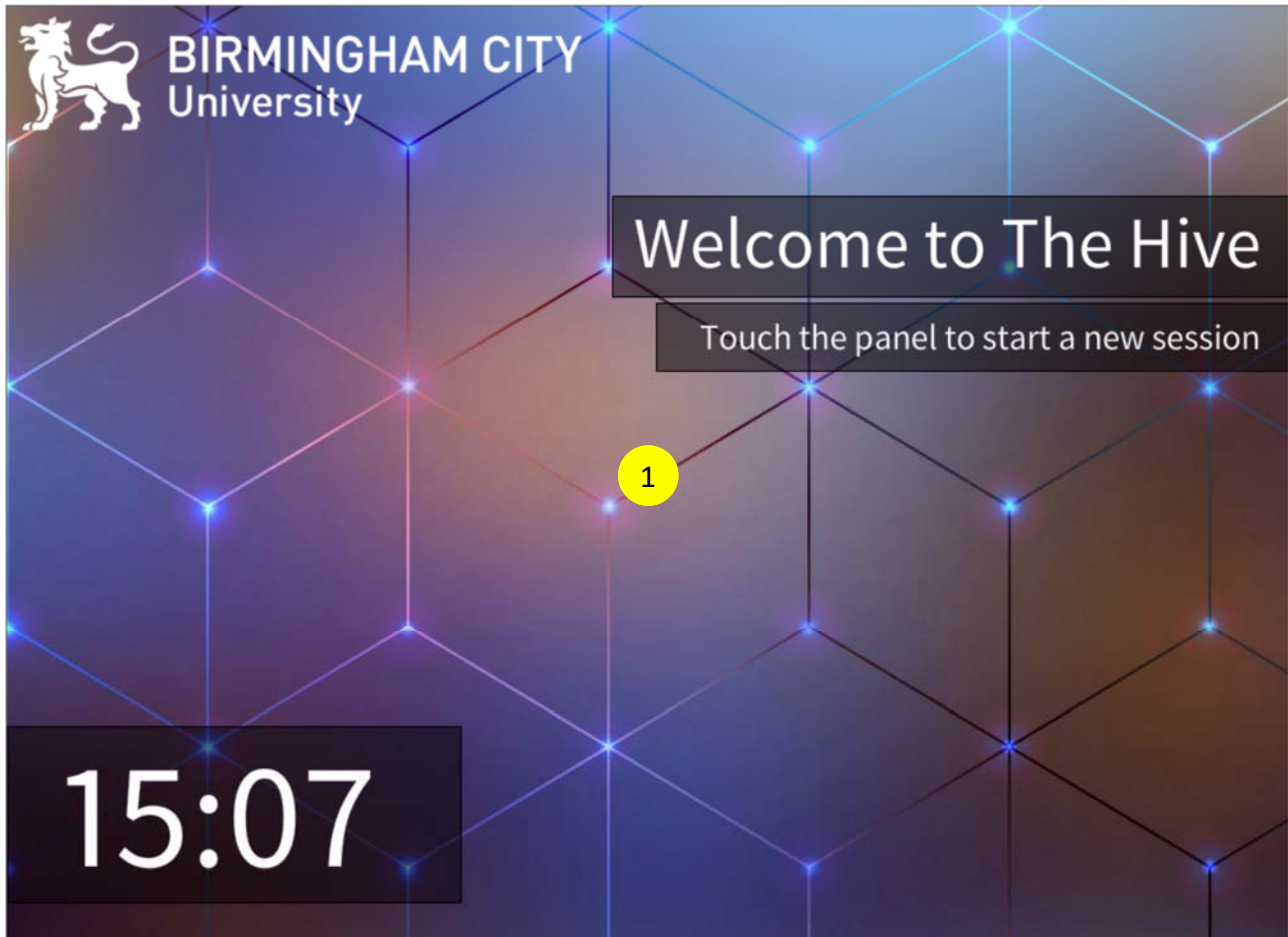 BIRMINGHAM CITY
University
Welcome to The Hive
Touch the panel to start a new session
1
15:07